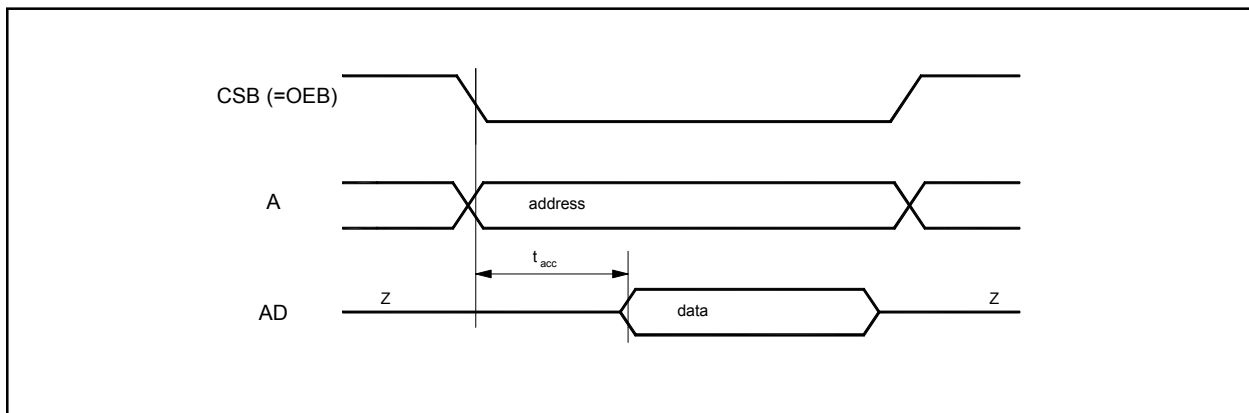 CSB (=OEB)
A
address
t acc
Z
Z
AD
data